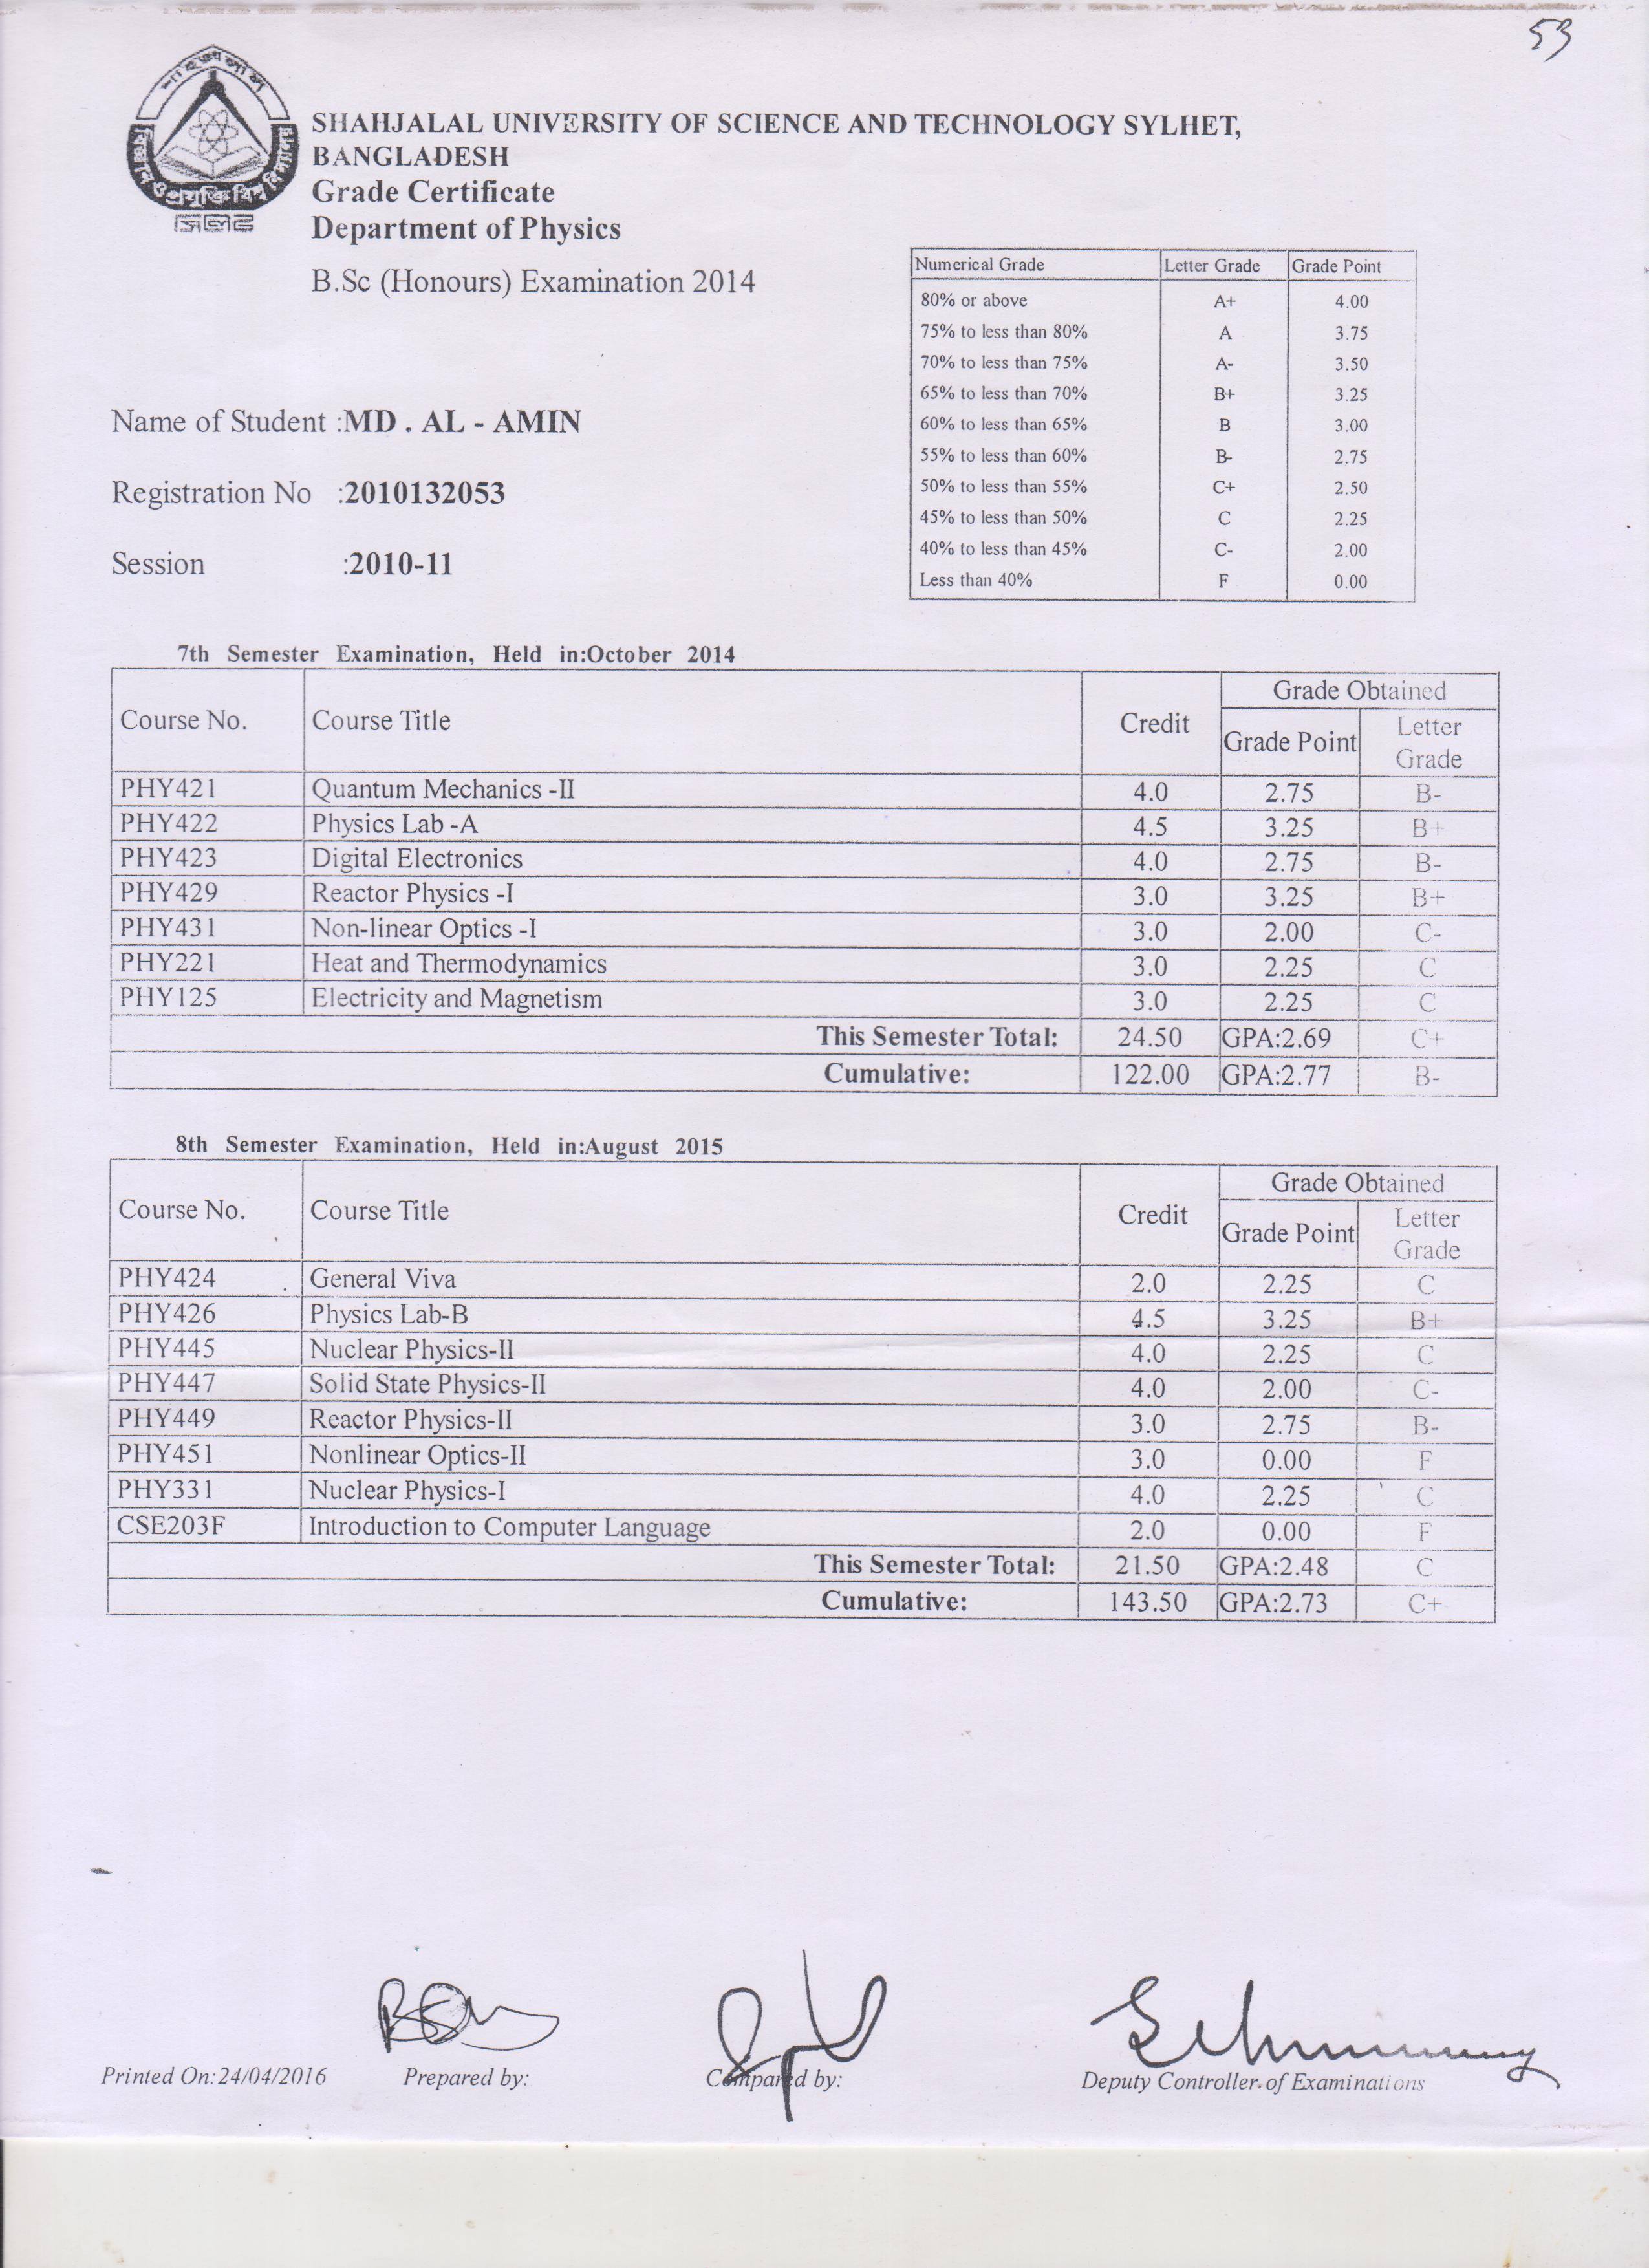 53
SHAHJALAL UNIVERSITY OF SCIENCE AND TECHNOLOGY SYLHET,
BANGLADESH
Grade Certificate
Department of Physics
B.Sc (Honours) Examination 2014
Numerical Grade Letter Grade Grade Point
80% or above A+ 4.00
75% to less than 80% A 3.75
70% to less than 75% A- 3.50
65% to less than 70% B+ 3.25
60% to less than 65% B 3.00
55% to less than 60% B- 2.75
50% to less than 55% C+ 2.50
45% to less than 50% C 2.25
40% to less than 45% C- 2.00
Less than 40% F 0.00
Name of Student :MD . AL - AMIN
Registration No :2010132053
Session :2010-11
7th Semester Examination, Held in:October 2014
Course No. Course Title Credit Grade Obtained
Grade Point Letter Grade
PHY421 Quantum Mechanics -II 4.0 2.75 B-
PHY422 Physics Lab -A 4.5 3.25 B+
PHY423 Digital Electronics 4.0 2.75 B-
PHY429 Reactor Physics -I 3.0 3.25 B+
PHY431 Non-linear Optics -I 3.0 2.00 C-
PHY221 Heat and Thermodynamics 3.0 2.25 C
PHY125 Electricity and Magnetism 3.0 2.25 C
This Semester Total: 24.50 GPA:2.69 C+
Cumulative: 122.00 GPA:2.77 B-
8th Semester Examination, Held in:August 2015
Course No. Course Title Credit Grade Obtained
Grade Point Letter Grade
PHY424 General Viva 2.0 2.25 C
PHY426 Physics Lab-B 4.5 3.25 B+
PHY445 Nuclear Physics-II 4.0 2.25 C
PHY447 Solid State Physics-II 4.0 2.00 C-
PHY449 Reactor Physics-II 3.0 2.75 B-
PHY451 Nonlinear Optics-II 3.0 0.00 F
PHY331 Nuclear Physics-I 4.0 2.25 C
CSE203F Introduction to Computer Language 2.0 0.00 F
This Semester Total: 21.50 GPA:2.48 C
Cumulative: 143.50 GPA:2.73 C+
Printed On:24/04/2016 Prepared by: Compared by: Deputy Controller of Examinations